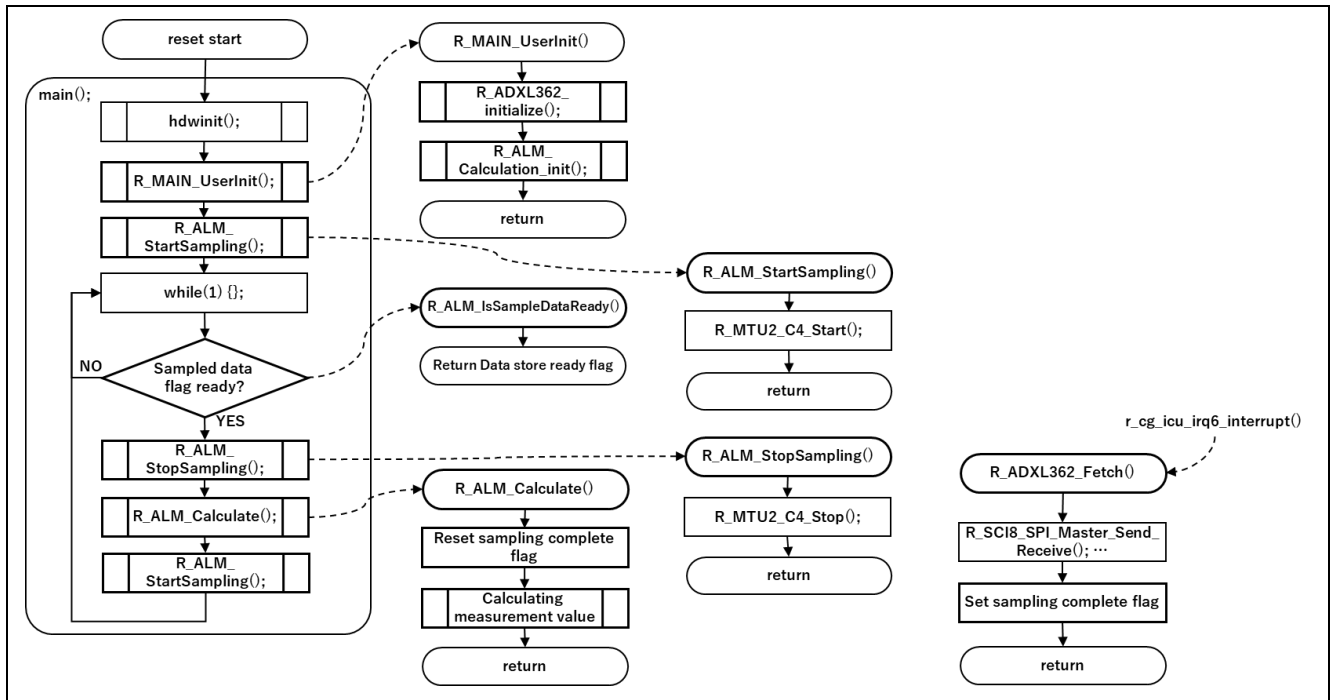 reset start
main();
hdwinit();
R_MAIN_UserInit();
R_ALM_
StartSampling();
while(1) {};
Sampled data
flag ready?
NO
YES
R_ALM_
StopSampling();
R_ALM_Calculate();
R_ALM_
StartSampling();
R_MAIN_UserInit()
R_ADXL362_
initialize();
R_ALM_
Calculation_init();
return
R_ALM_IsSampleDataReady()
Return Data store ready flag
R_ALM_Calculate()
Reset sampling complete
flag
Calculating
measurement value
return
R_ALM_StartSampling()
R_MTU2_C4_Start();
return
R_ALM_StopSampling()
R_MTU2_C4_Stop();
return
r_cg_icu_irq6_interrupt()
R_ADXL362_Fetch()
R_SCI8_SPI_Master_Send_
Receive(); …
Set sampling complete flag
return